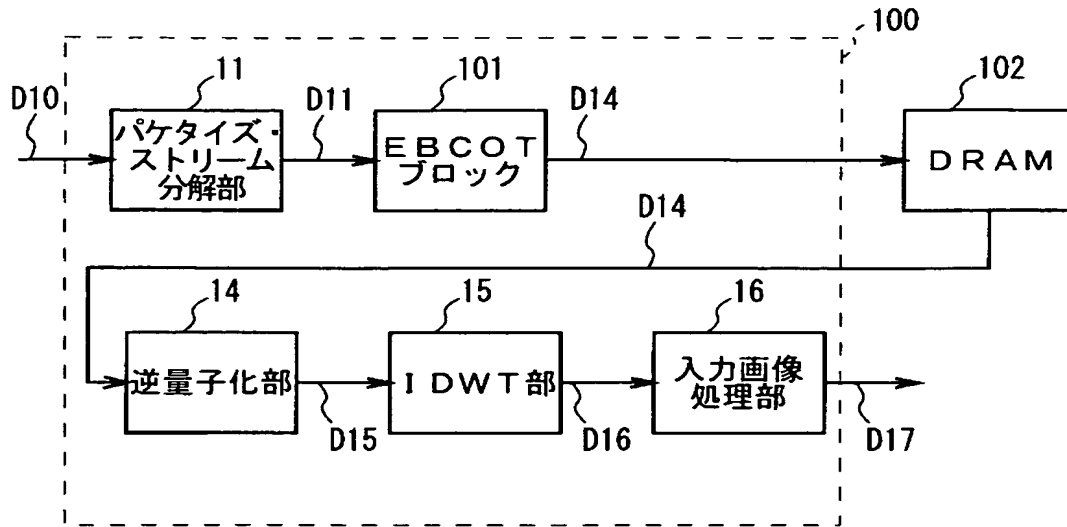 100
11
101
102
D10
D11
D14
パケタイズ・
ストリーム
分解部
EBCOT
ブロック
DRAM
D14
14
15
16
逆量子化部
IDWT部
入力画像
処理部
D15
D16
D17